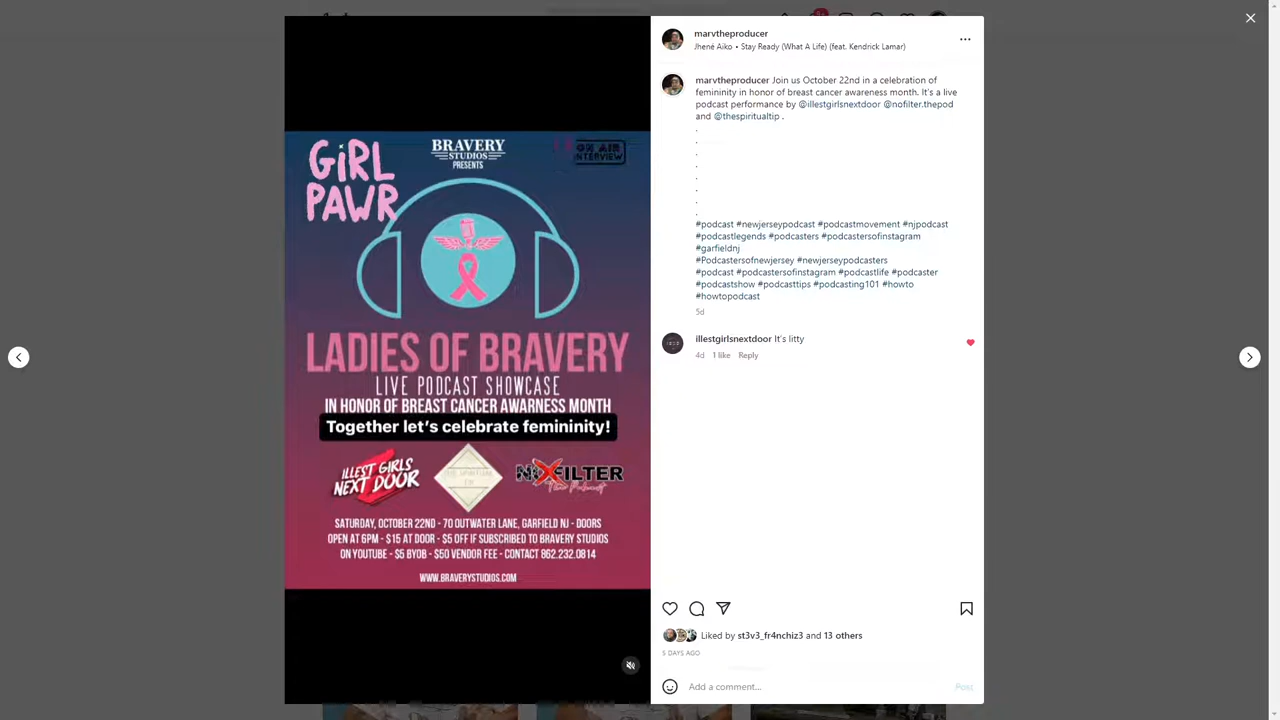 marvtheproducer
Jhené Aiko • Stay Ready (What A Life) (feat. Kendrick Lamar)
marvtheproducer Join us October 22nd in a celebration of
femininity in honor of breast cancer awareness month. It's a live
podcast performance by @illestgirlsnextdoor @nofilter.thepod
and @thespiritualtip .
.
.
.
.
.
.
.
.
#podcast #newjerseypodcast #podcastmovement #njpodcast
#podcastlegends #podcasters #podcastersofinstagram
#garfieldnj
#Podcastersofnewjersey #newjerseypodcasters
#podcast #podcastersofinstagram #podcastlife #podcaster
#podcastshow #podcasttips #podcasting101 #howto
#howtopodcast
5d
illestgirlsnextdoor It's litty
4d 1 like Reply
Liked by st3v3_fr4nchiz3 and 13 others
5 DAYS AGO
Add a comment...
Post
GIRL
PAWR
BRAVERY
STUDIOS
PRESENTS
ON AIR
INTERVIEW
LADIES OF BRAVERY
LIVE PODCAST SHOWCASE
IN HONOR OF BREAST CANCER AWARNESS MONTH
Together let's celebrate femininity!
ILLEST GIRLS
NEXT DOOR
NO FILTER
The Podcast
SATURDAY, OCTOBER 22ND - 70 OUTWATER LANE, GARFIELD NJ - DOORS
OPEN AT 6PM - $15 AT DOOR - $5 OFF IF SUBSCRIBED TO BRAVERY STUDIOS
ON YOUTUBE - $5 BYOB - $50 VENDOR FEE - CONTACT 862.232.0814
WWW.BRAVERYSTUDIOS.COM